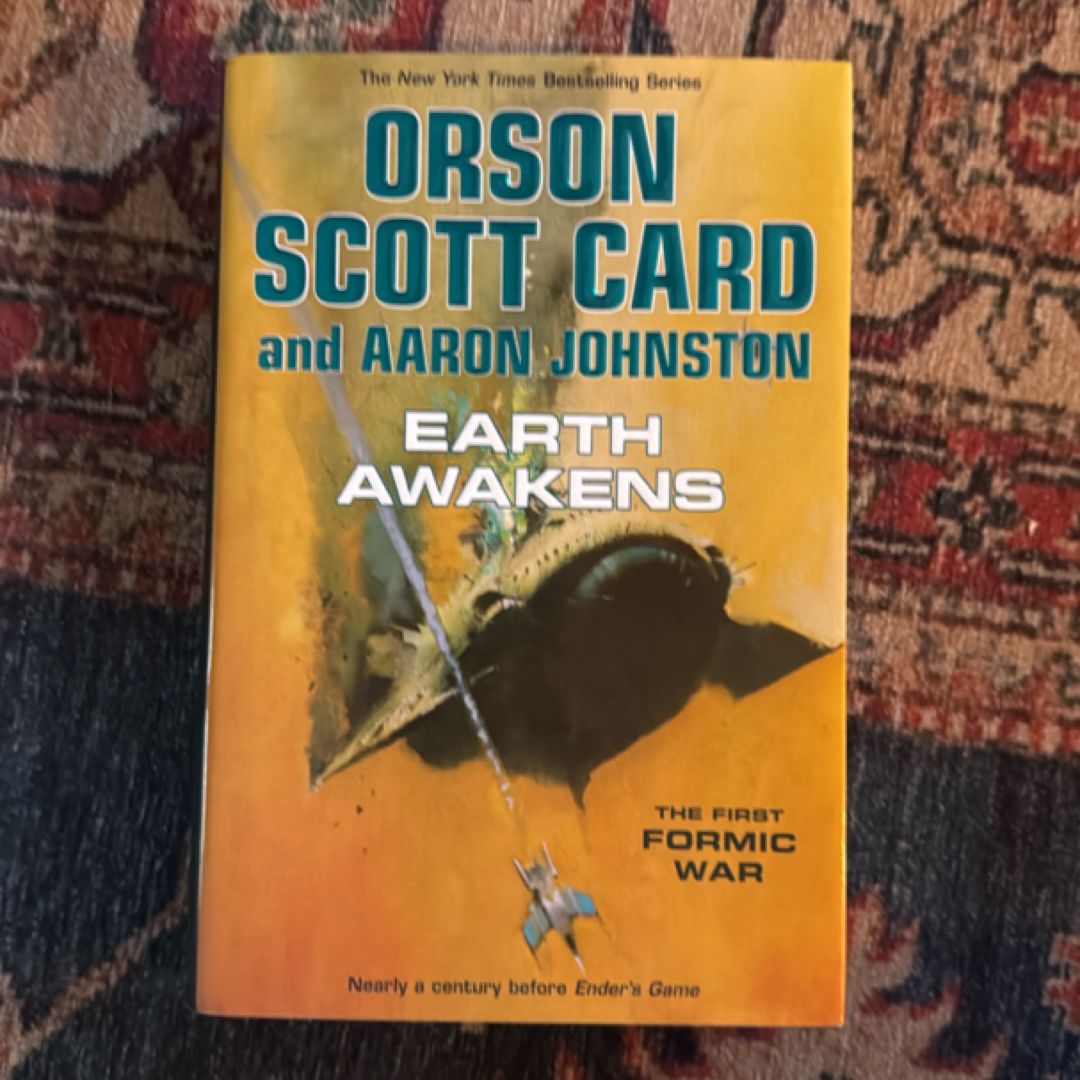 The New York Times Bestselling Series
ORSON
SCOTT CARD
and AARON JOHNSTON
EARTH
AWAKENS
THE FIRST
FORMIC
WAR
Nearly a century before Ender's Game